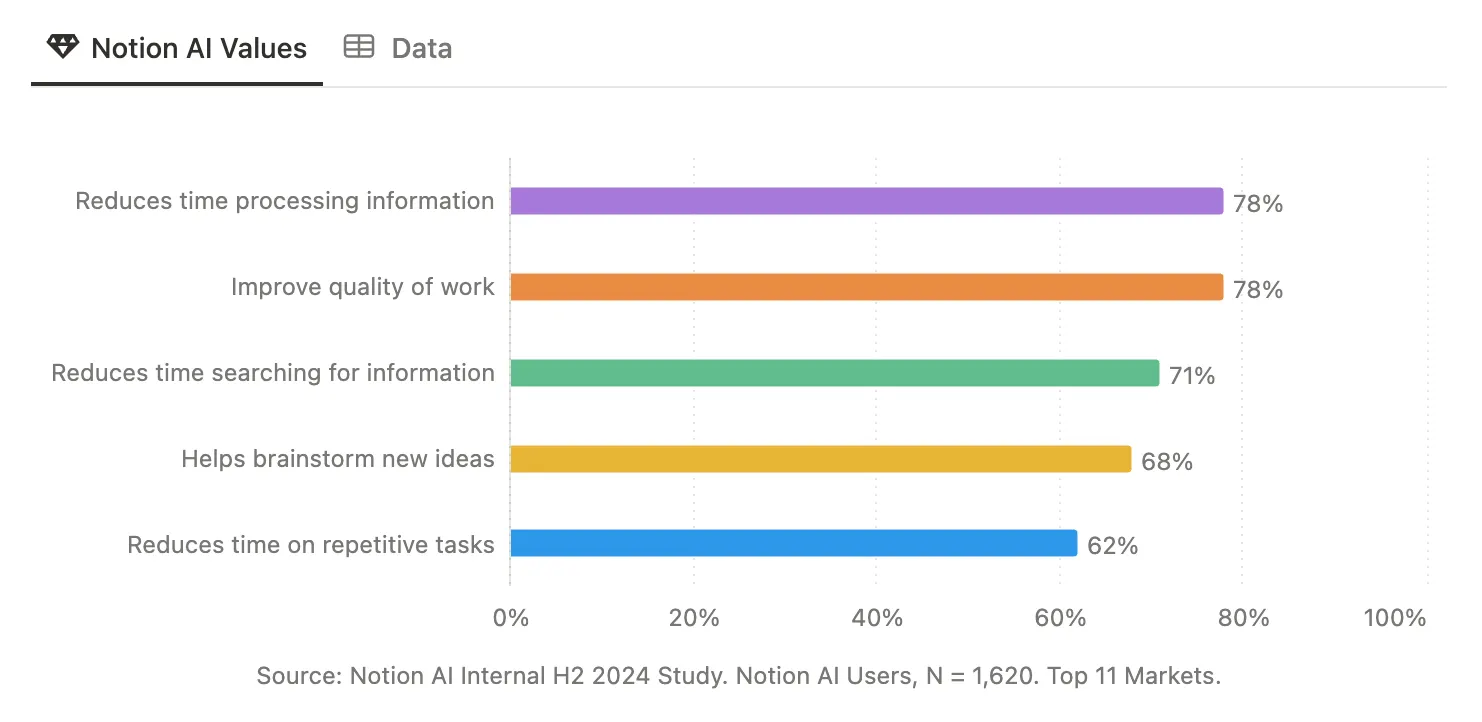 Notion AI Values
Data
Reduces time processing information
78%
Improve quality of work
78%
Reduces time searching for information
71%
Helps brainstorm new ideas
68%
Reduces time on repetitive tasks
62%
0% 20% 40% 60% 80% 100%
Source: Notion AI Internal H2 2024 Study. Notion AI Users, N = 1,620. Top 11 Markets.